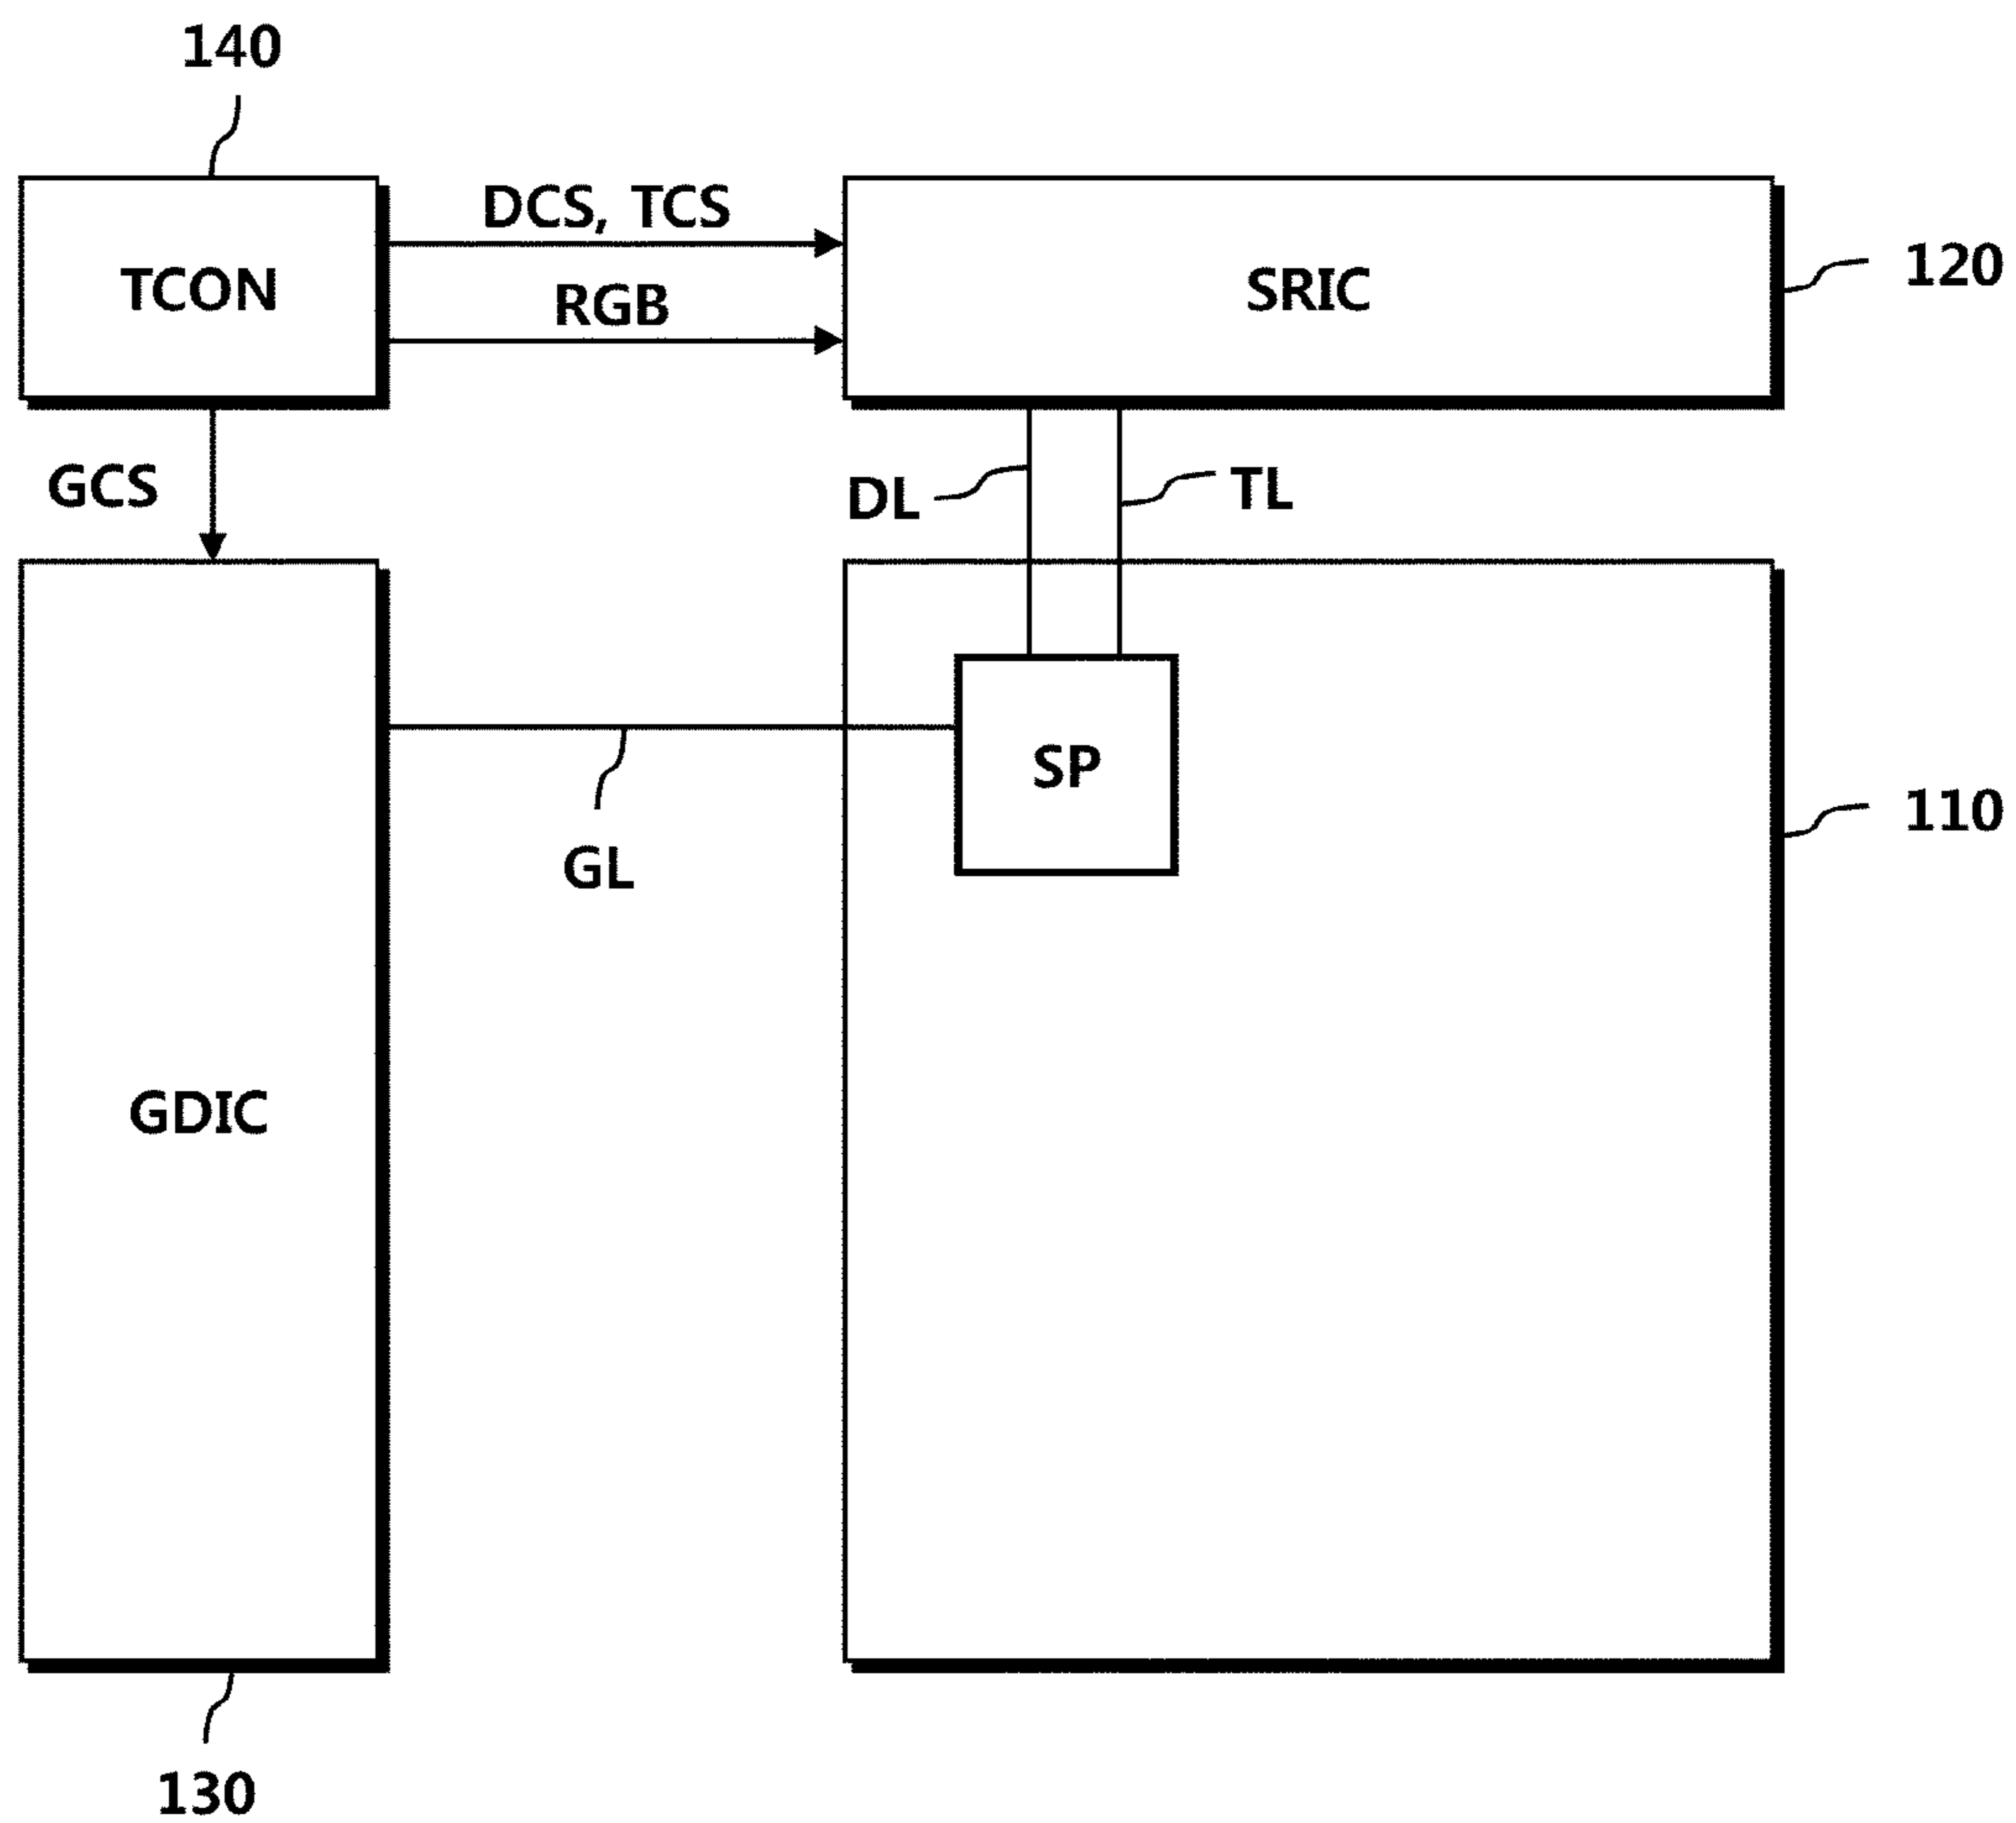 140
DCS, TCS
TCON
RGB
SRIC
120
GCS
DL
TL
SP
110
GL
GDIC
130